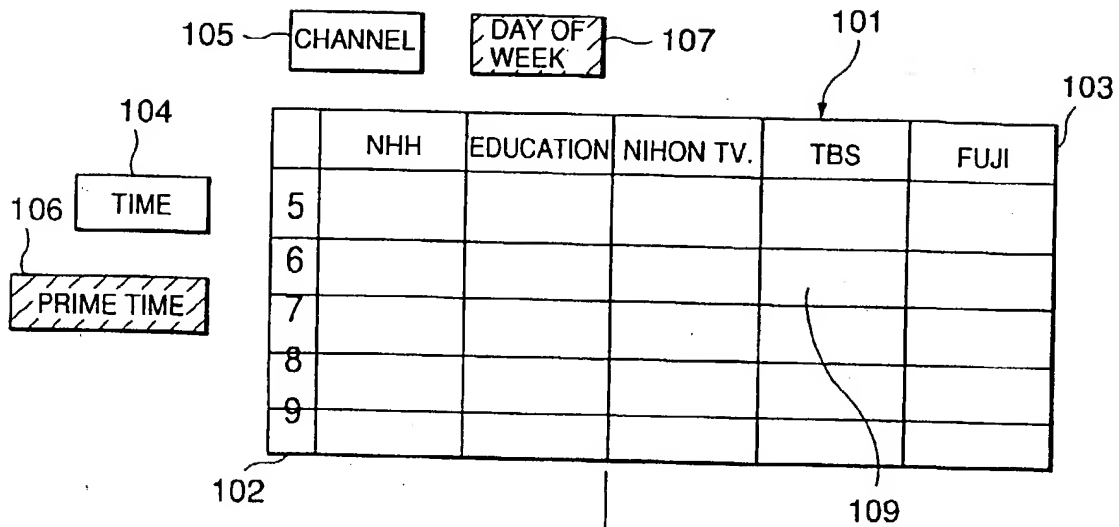 105
CHANNEL
DAY OF
WEEK
107
101
103
104
TIME
106
PRIME TIME
NHH EDUCATION NIHON TV. TBS FUJI
5
6
7
8
9
102
109